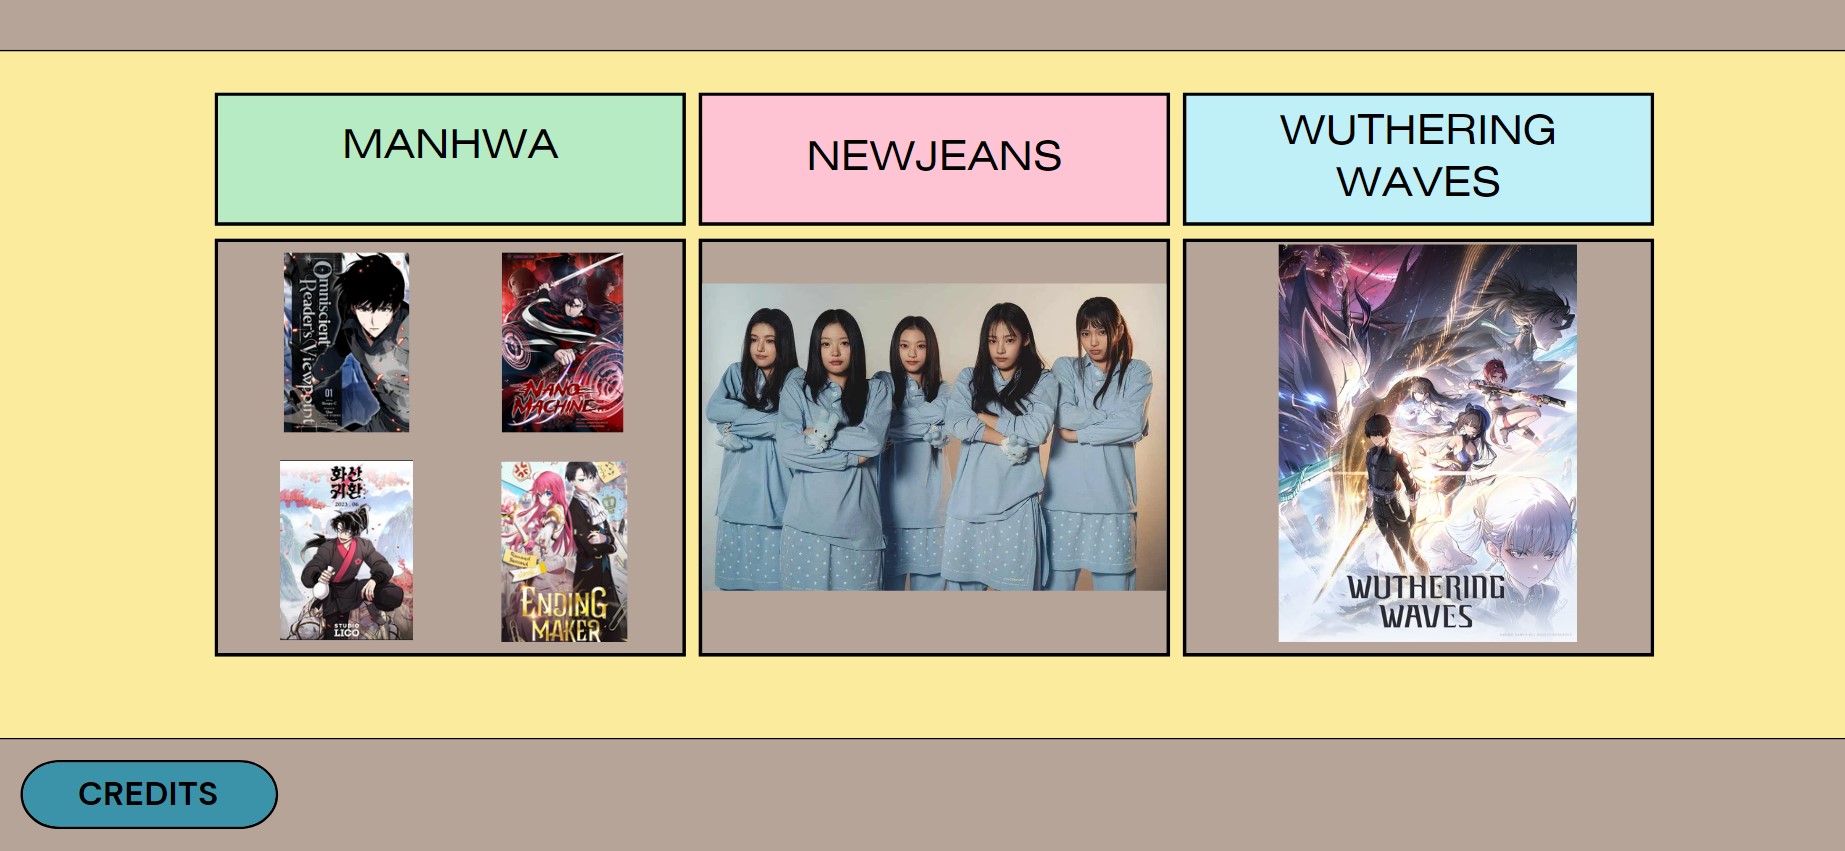 MANHWA
NEWJEANS
WUTHERING
WAVES
Omniscient
Reader's Viewpoint
01
NANO
MACHINE
화산
귀환
2023.06
STUDIO
LICO
ENDING
MAKER
WUTHERING
WAVES
CREDITS